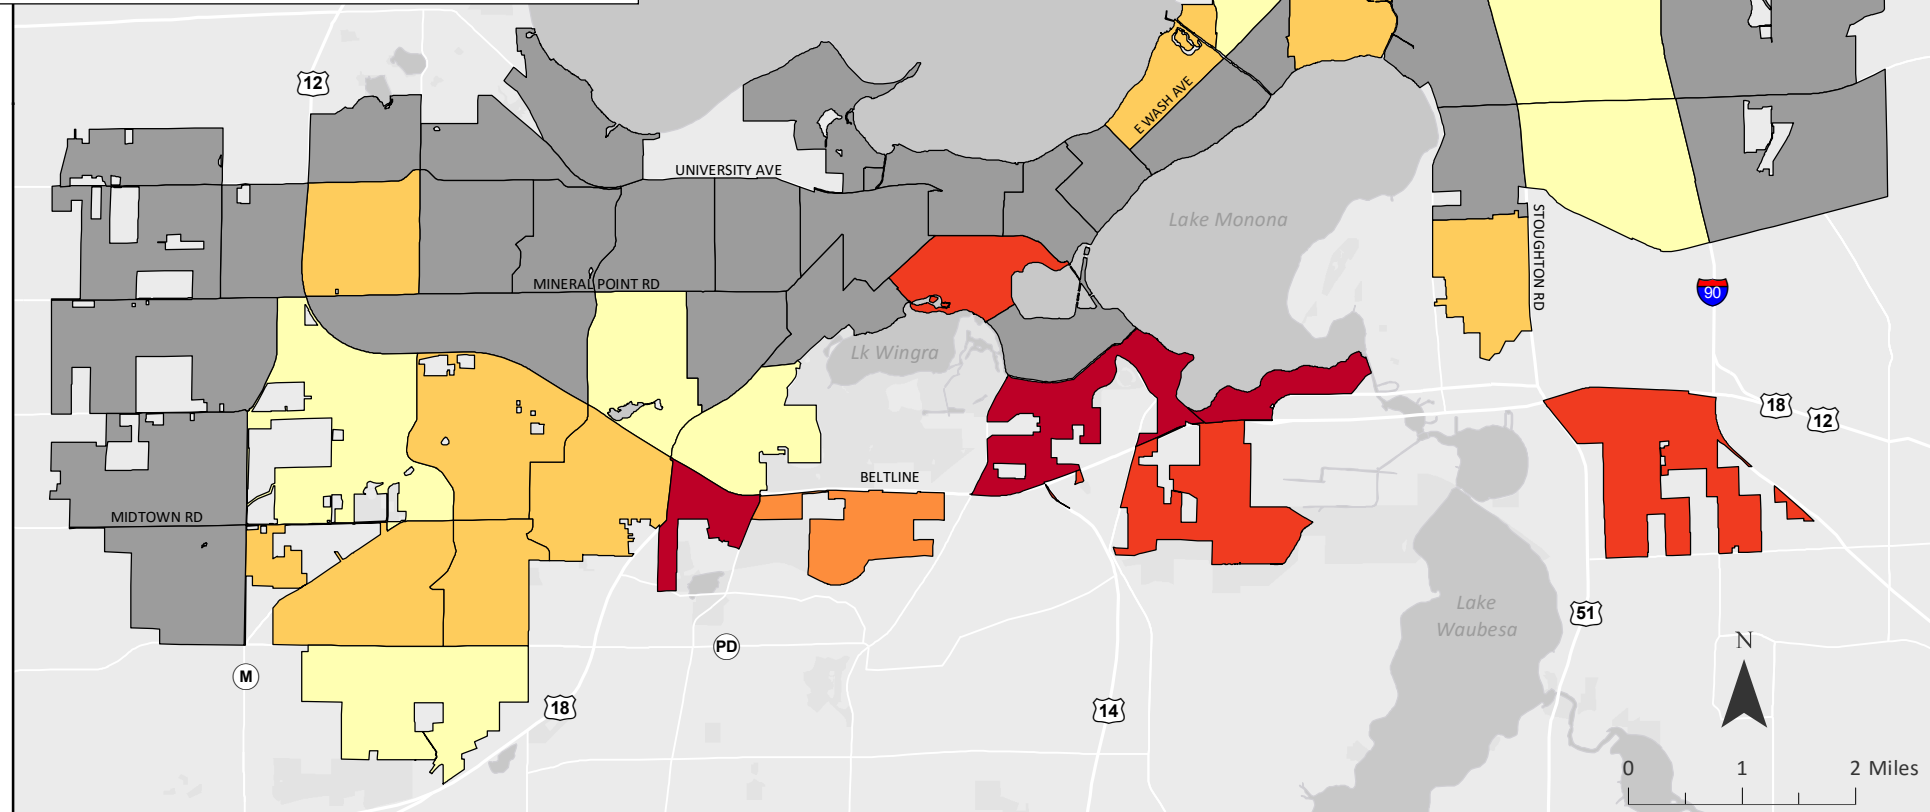 12
E WASH AVE
UNIVERSITY AVE
Lake Monona
STOUGHTON RD
MINERAL POINT RD
90
Lk Wingra
18
12
BELTLINE
MIDTOWN RD
Lake
Waubesa
51
N
PD
M
18
14
0 1 2 Miles